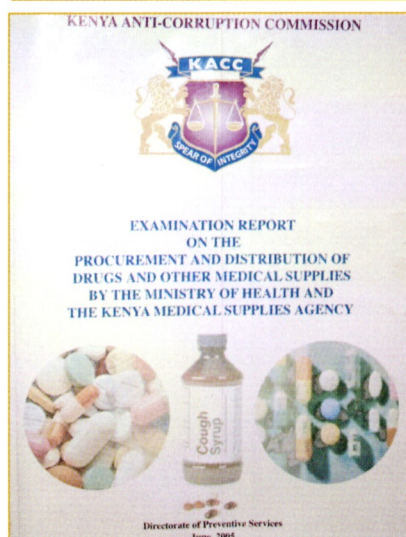 KENYA ANTI-CORRUPTION COMMISSION
KACC
SPEAR OF INTEGRITY
EXAMINATION REPORT
ON THE
PROCUREMENT AND DISTRIBUTION OF
DRUGS AND OTHER MEDICAL SUPPLIES
BY THE MINISTRY OF HEALTH AND
THE KENYA MEDICAL SUPPLIES AGENCY
Cough
Syrup
Directorate of Preventive Services
June, 2005